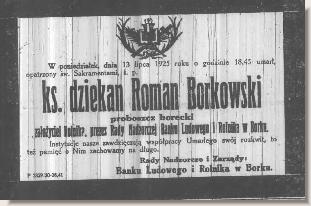 W poniedziałek, dnia 13 lipca 1925 roku o godzinie 18,45 umarł,
opatrzony św. Sakramentami, ś. p.
ks. dziekan Roman Borkowski
proboszcz borecki
założyciel Rolnika, prezes Rady Nadzorczej Banku Ludowego i Rolnika w Borku.
Instytucje nasze zawdzięczają współpracy Umarłego swój rozkwit, to
też pamięć o Nim zachowamy na długo.
Rady Nadzorcze i Zarządy:
Banku Ludowego i Rolnika w Borku.